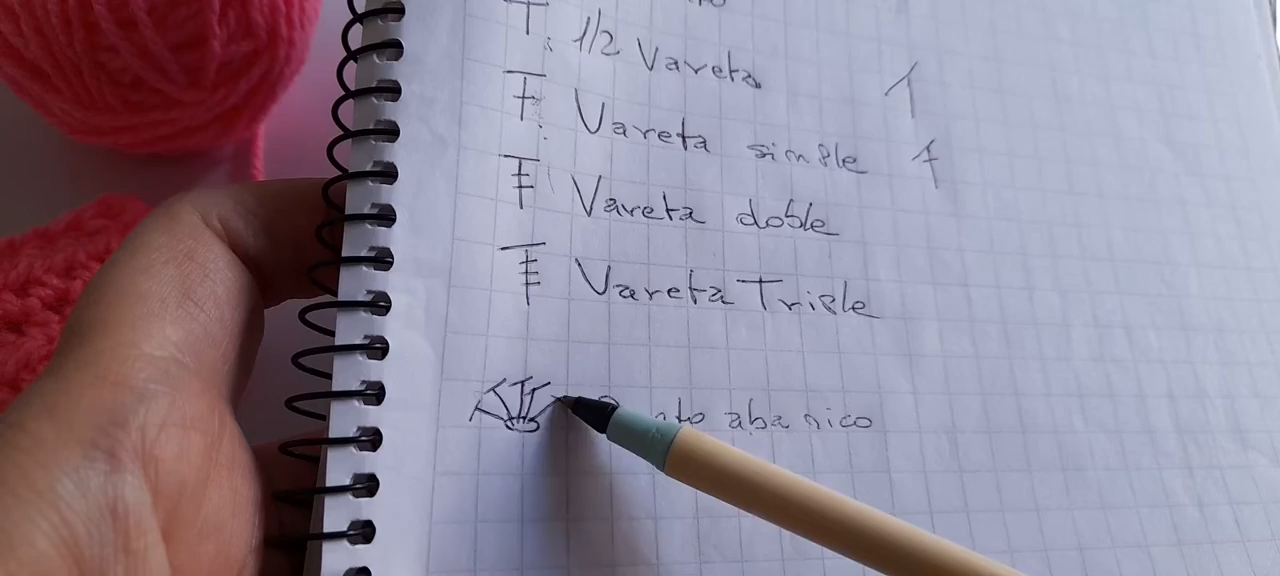 1/2 Vareta
Vareta simple
Vareta doble
Vareta Triple
abanico